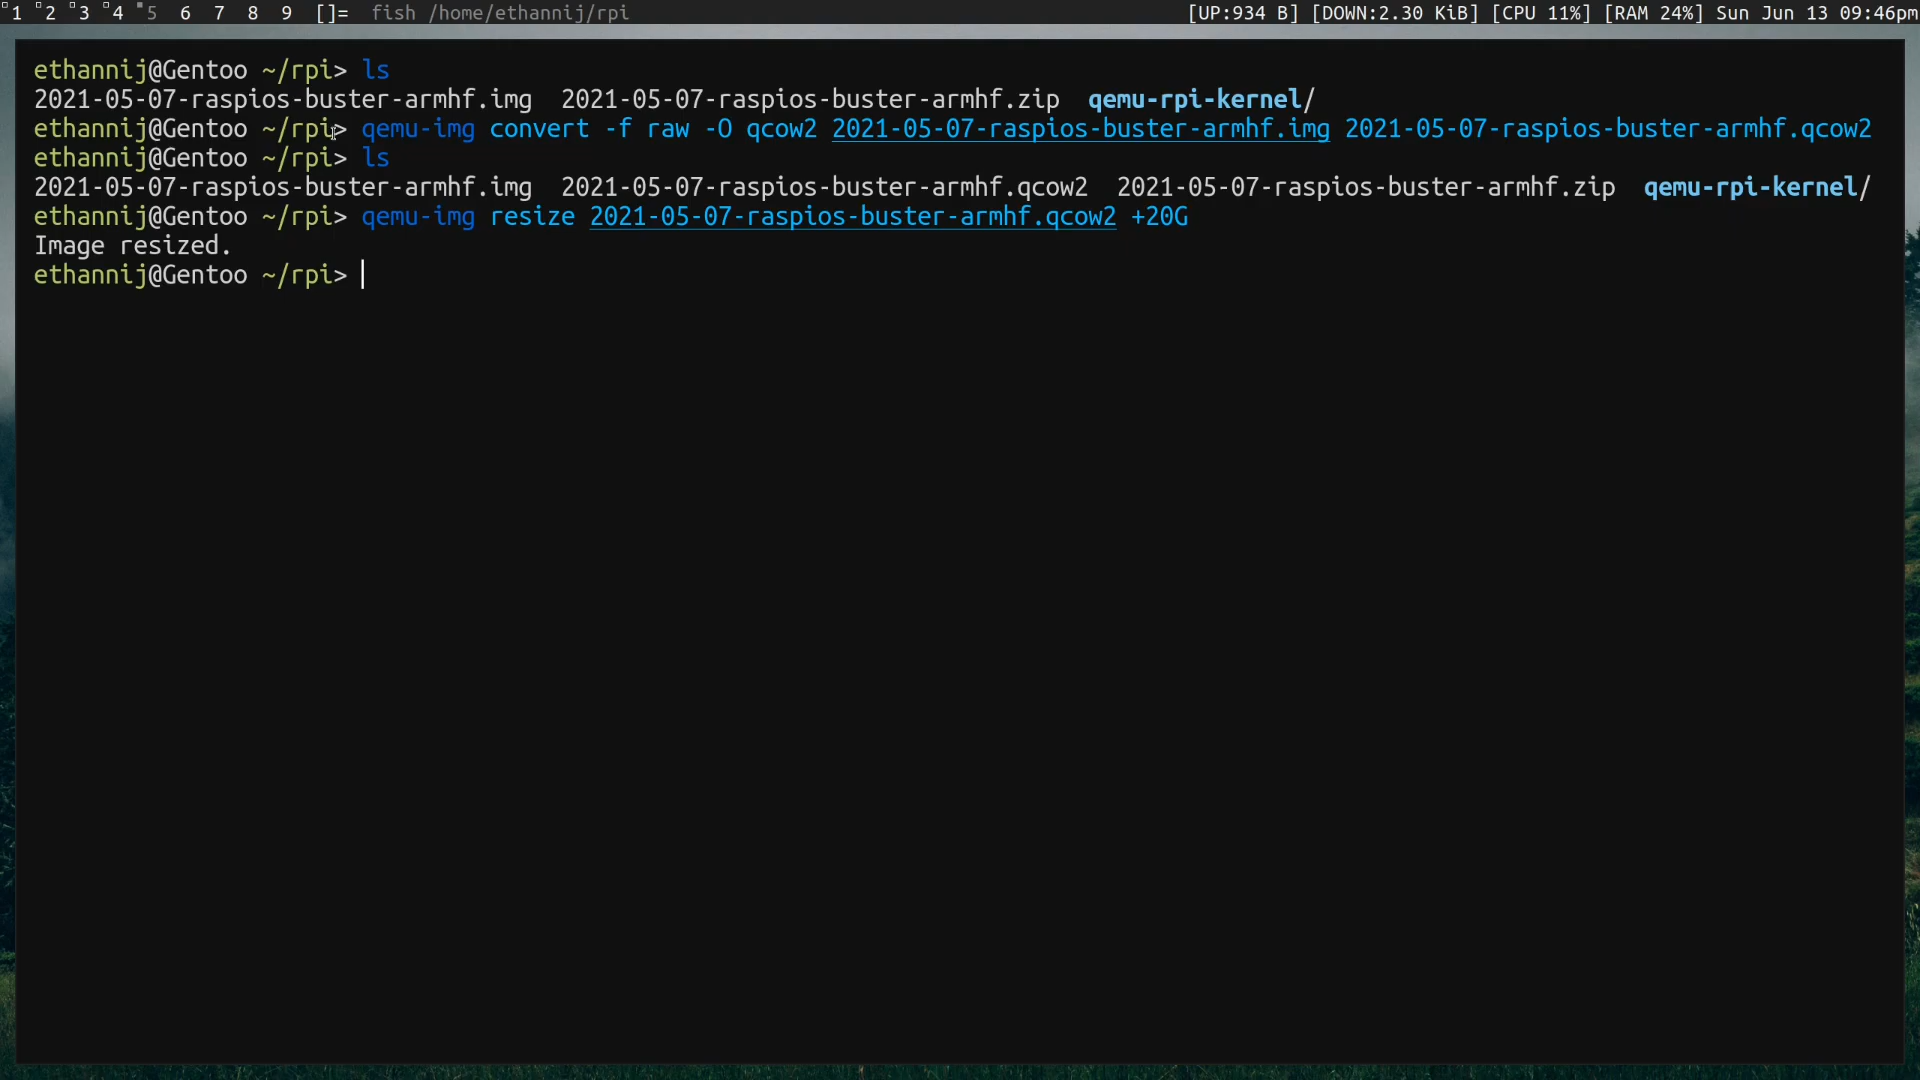 1 2 3 4 5 6 7 8 9 []= fish /home/ethannij/rpi [UP:934 B] [DOWN:2.30 KiB] [CPU 11%] [RAM 24%] Sun Jun 13 09:46pm
ethannij@Gentoo ~/rpi> ls
2021-05-07-raspios-buster-armhf.img 2021-05-07-raspios-buster-armhf.zip qemu-rpi-kernel/
ethannij@Gentoo ~/rpi> qemu-img convert -f raw -O qcow2 2021-05-07-raspios-buster-armhf.img 2021-05-07-raspios-buster-armhf.qcow2
ethannij@Gentoo ~/rpi> ls
2021-05-07-raspios-buster-armhf.img 2021-05-07-raspios-buster-armhf.qcow2 2021-05-07-raspios-buster-armhf.zip qemu-rpi-kernel/
ethannij@Gentoo ~/rpi> qemu-img resize 2021-05-07-raspios-buster-armhf.qcow2 +20G
Image resized.
ethannij@Gentoo ~/rpi>